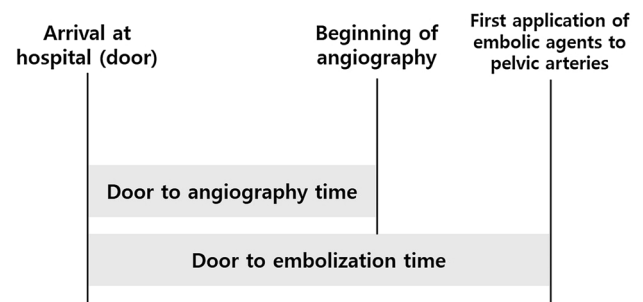 Arrival at
hospital (door)
Beginning of
angiography
First application of
embolic agents to
pelvic arteries
Door to angiography time
Door to embolization time